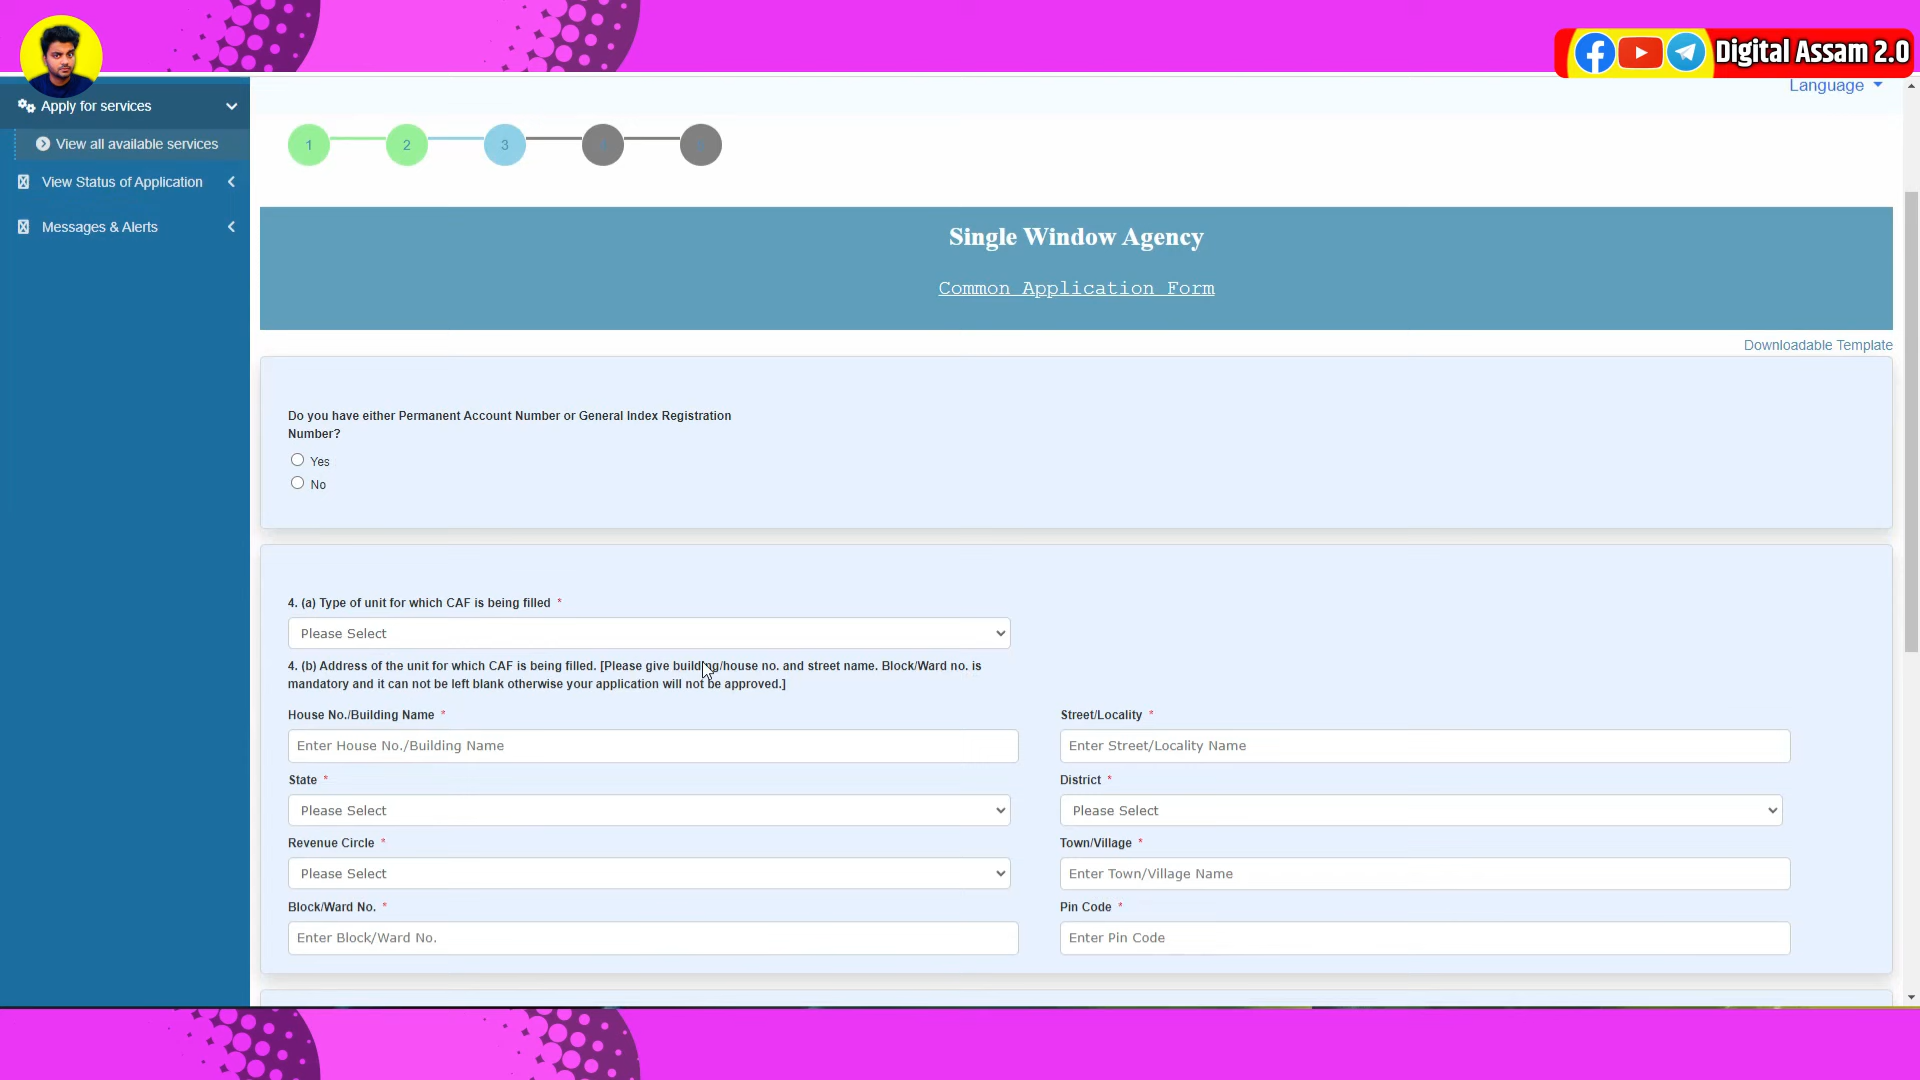 Digital Assam 2.0
Apply for services
View all available services
View Status of Application
Messages & Alerts
Language
1 2 3
Single Window Agency
Common Application Form
Downloadable Template
Do you have either Permanent Account Number or General Index Registration
Number?
Yes
No
4. (a) Type of unit for which CAF is being filled *
Please Select
4. (b) Address of the unit for which CAF is being filled. [Please give building/house no. and street name. Block/Ward no. is
mandatory and it can not be left blank otherwise your application will not be approved.]
House No./Building Name * Street/Locality *
Enter House No./Building Name Enter Street/Locality Name
State * District *
Please Select Please Select
Revenue Circle * Town/Village *
Please Select Enter Town/Village Name
Block/Ward No. * Pin Code *
Enter Block/Ward No. Enter Pin Code